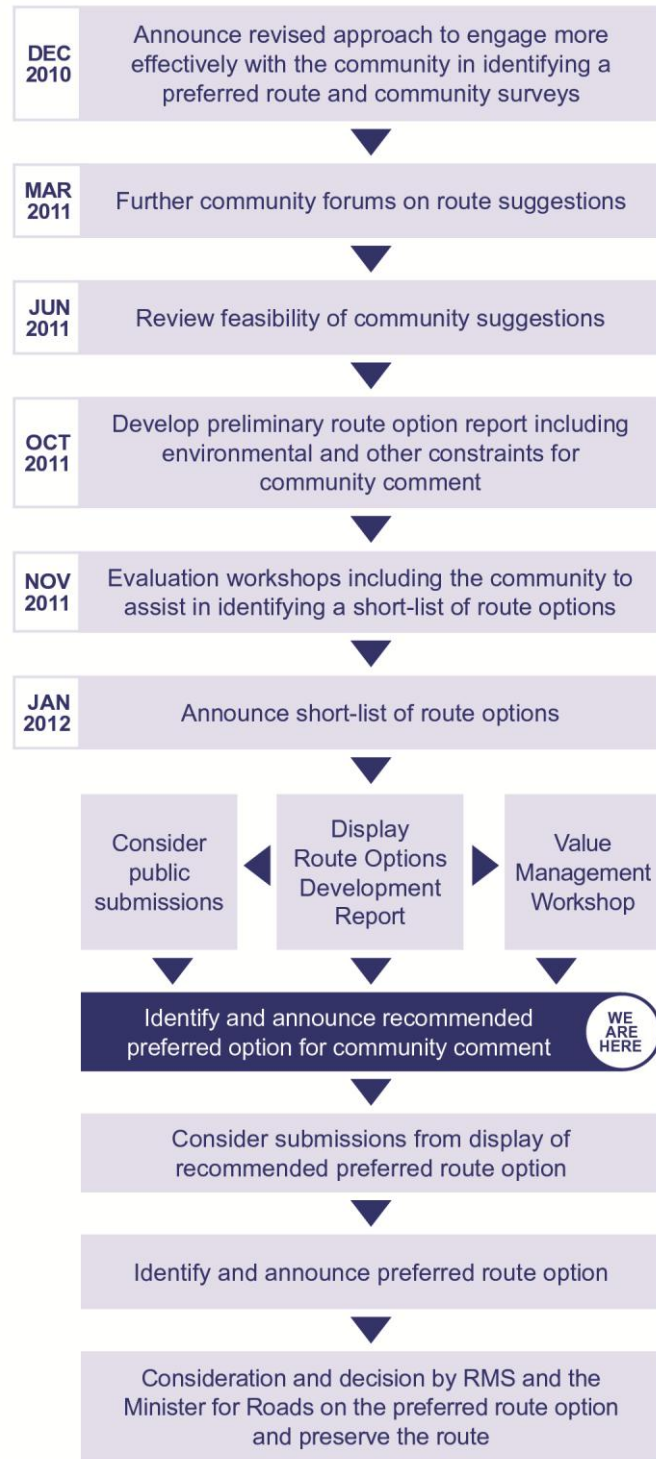 DEC
2010
Announce revised approach to engage more
effectively with the community in identifying a
preferred route and community surveys
MAR
2011
Further community forums on route suggestions
JUN
2011
Review feasibility of community suggestions
OCT
2011
Develop preliminary route option report including
environmental and other constraints for
community comment
NOV
2011
Evaluation workshops including the community to
assist in identifying a short-list of route options
JAN
2012
Announce short-list of route options
Consider
public
submissions
Display
Route Options
Development
Report
Value
Management
Workshop
Identify and announce recommended
preferred option for community comment
WE
ARE
HERE
Consider submissions from display of
recommended preferred route option
Identify and announce preferred route option
Consideration and decision by RMS and the
Minister for Roads on the preferred route option
and preserve the route